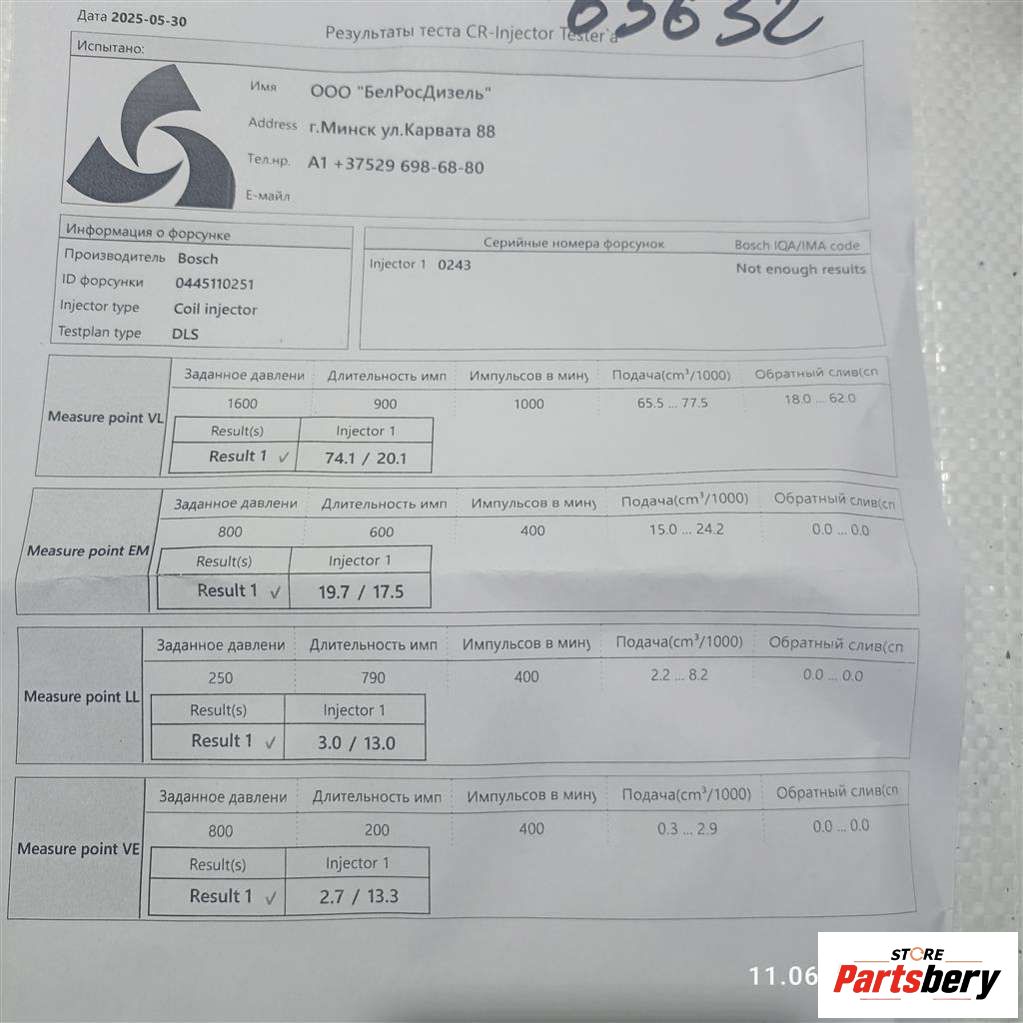 Дата 2025-05-30
Результаты теста CR-Injector Tester`а
03632
Испытано:
Имя ООО "БелРосДизель"
Address г.Минск ул.Карвата 88
Тел.нр. А1 +37529 698-68-80
Е-майл
Информация о форсунке
Производитель Bosch
ID форсунки 0445110251
Injector type Coil injector
Testplan type DLS
Серийные номера форсунок Bosch IQA/IMA code
Injector 1 0243 Not enough results
Measure point VL
Заданное давлени Длительность имп Импульсов в мину Подача(cm³/1000) Обратный слив(сп
1600 900 1000 65.5 ... 77.5 18.0 ... 62.0
Result(s) Injector 1
Result 1 ✓ 74.1 / 20.1
Measure point EM
Заданное давлени Длительность имп Импульсов в мину Подача(cm³/1000) Обратный слив(сп
800 600 400 15.0 ... 24.2 0.0 ... 0.0
Result(s) Injector 1
Result 1 ✓ 19.7 / 17.5
Measure point LL
Заданное давлени Длительность имп Импульсов в мину Подача(cm³/1000) Обратный слив(сп
250 790 400 2.2 ... 8.2 0.0 ... 0.0
Result(s) Injector 1
Result 1 ✓ 3.0 / 13.0
Measure point VE
Заданное давлени Длительность имп Импульсов в мину Подача(cm³/1000) Обратный слив(сп
800 200 400 0.3 ... 2.9 0.0 ... 0.0
Result(s) Injector 1
Result 1 ✓ 2.7 / 13.3
11.06
STORE
Partsbery